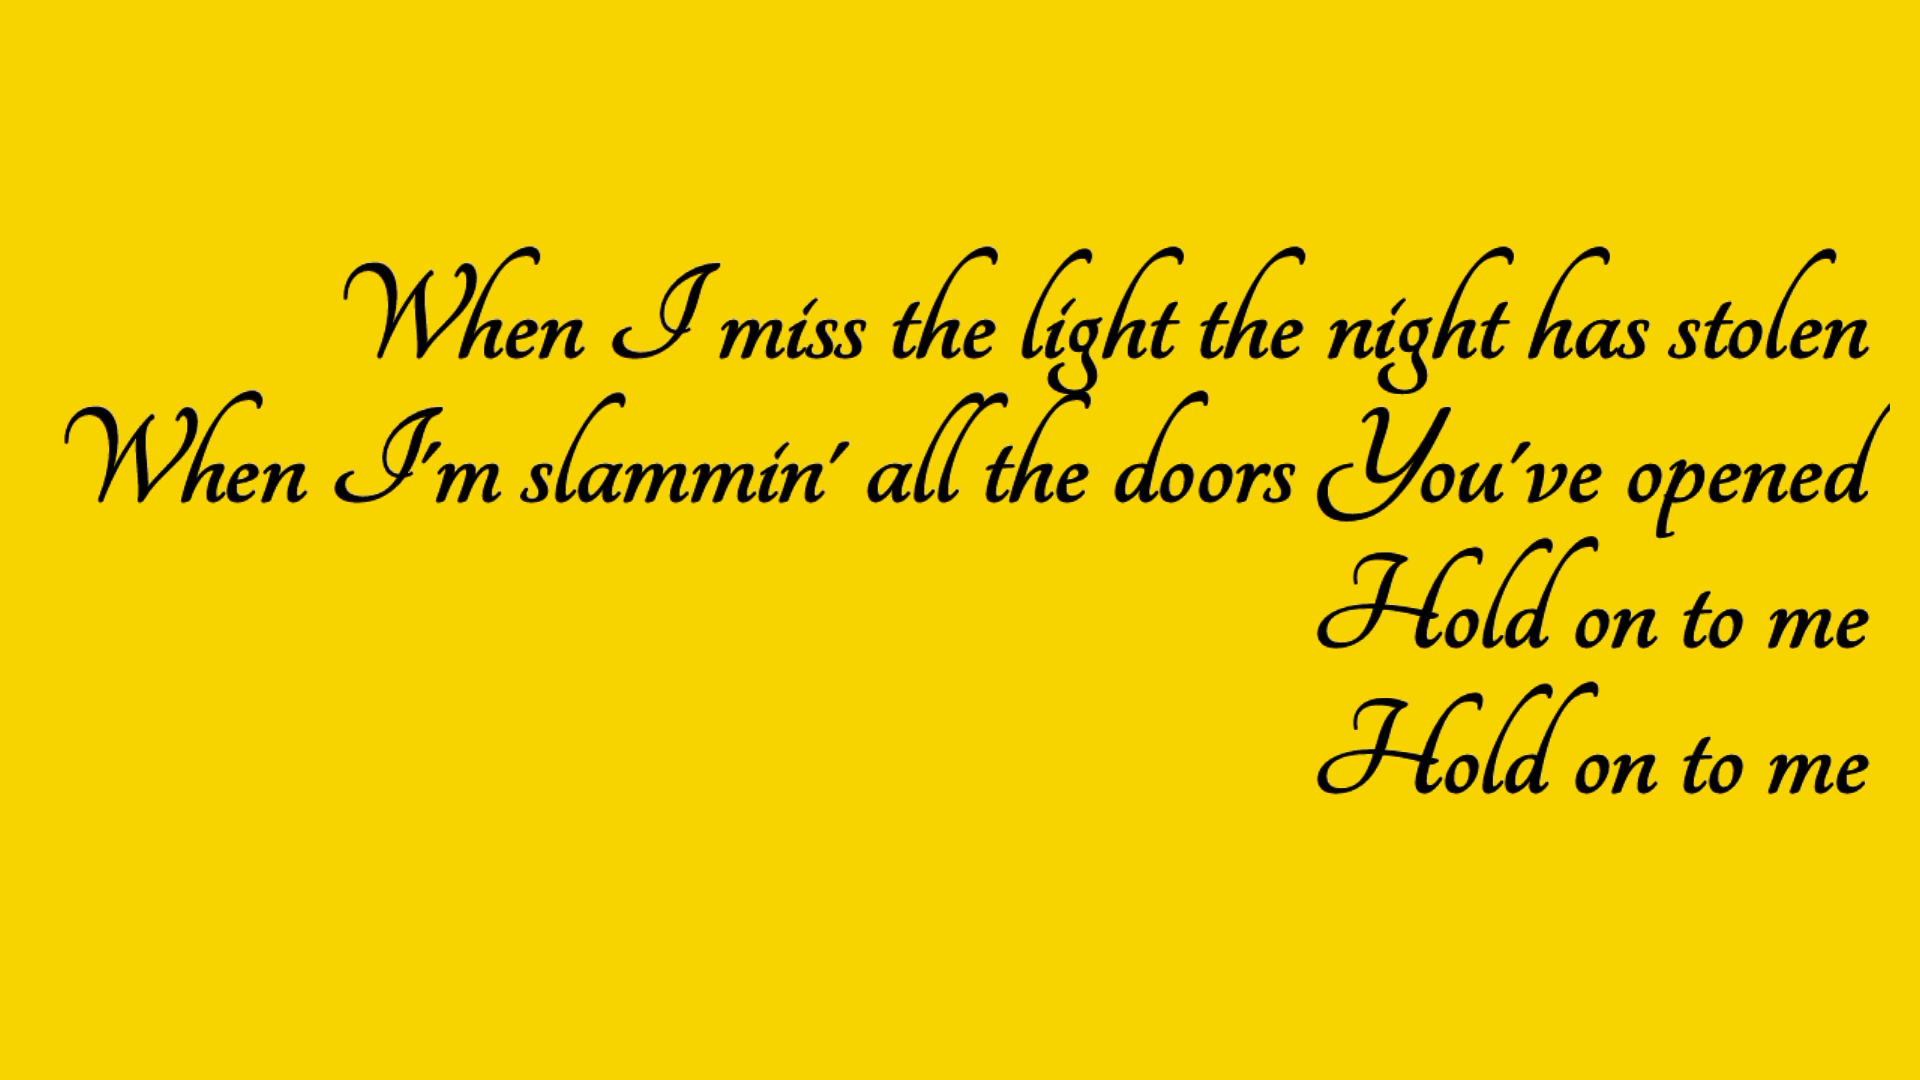 When I miss the light the night has stolen
When I'm slammin' all the doors You've opened
Hold on to me
Hold on to me